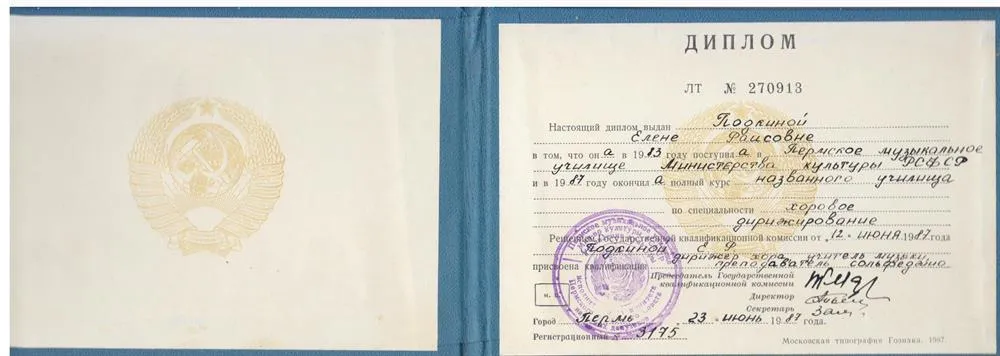 ДИПЛОМ
ЛТ № 270913
Настоящий диплом выдан Подкиной
Елене Фаисовне
в том, что он а в 1983 году поступил а в Пермское музыкальное
училище Министерства культуры РСФСР
и в 1987 году окончил а полный курс названного училища
по специальности хоровое
дирижирование
Решением Государственной квалификационной комиссии от 12 июня 1987 года
Подкиной Е. Ф.
присвоена квалификация дирижер хора, учитель музыки,
преподаватель сольфеджио
Председатель Государственной
квалификационной комиссии
Директор
Секретарь
М.
Город Пермь 23 июнь 1987 года.
Регистрационный № 3175
Московская типография Гознака. 1987.